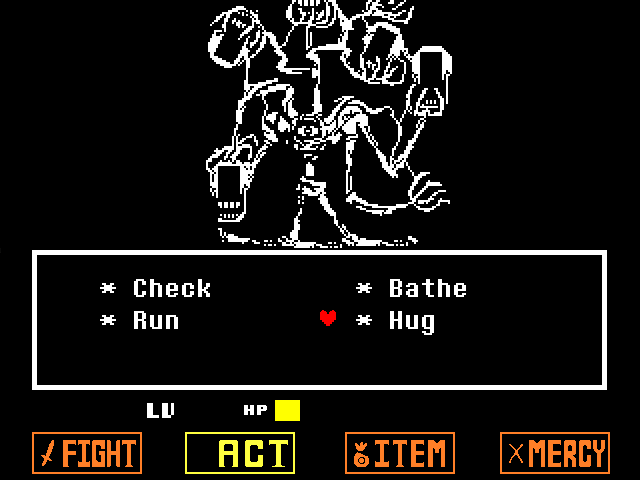 * Check * Bathe
* Run * Hug
LV HP
FIGHT ACT ITEM MERCY